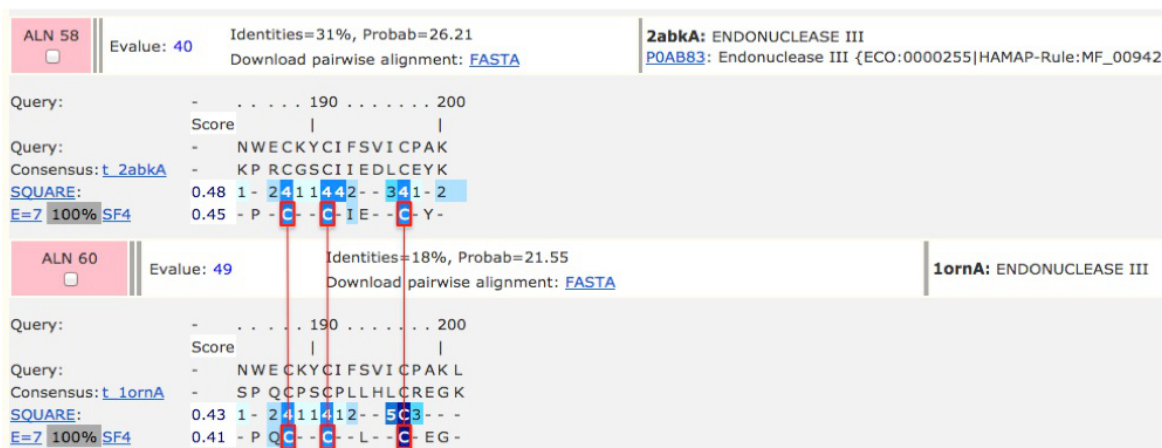 ALN 58
Evalue: 40
Identities=31%, Probab=26.21
Download pairwise alignment: FASTA
2abkA: ENDONUCLEASE III
P0AB83: Endonuclease III {ECO:0000255|HAMAP-Rule:MF_00942
Query: - . . . . . 190 . . . . . . . 200
Score | |
Query: - N W E C K Y C I F S V I C P A K
Consensus: t_2abkA - K P R C G S C I I E D L C E Y K
SQUARE: 0.48 1 - 2 4 1 1 4 4 2 - - 3 4 1 - 2
E=7 100% SF4 0.45 - P - C - - C - I E - - C - Y -
ALN 60
Evalue: 49
Identities=18%, Probab=21.55
Download pairwise alignment: FASTA
1ornA: ENDONUCLEASE III
Query: - . . . . . 190 . . . . . . . 200
Score | |
Query: - N W E C K Y C I F S V I C P A K L
Consensus: t_1ornA - S P Q C P S C P L L H L C R E G K
SQUARE: 0.43 1 - 2 4 1 1 4 1 2 - - 5 C 3 - - -
E=7 100% SF4 0.41 - P Q C - - C - - L - - C - E G -